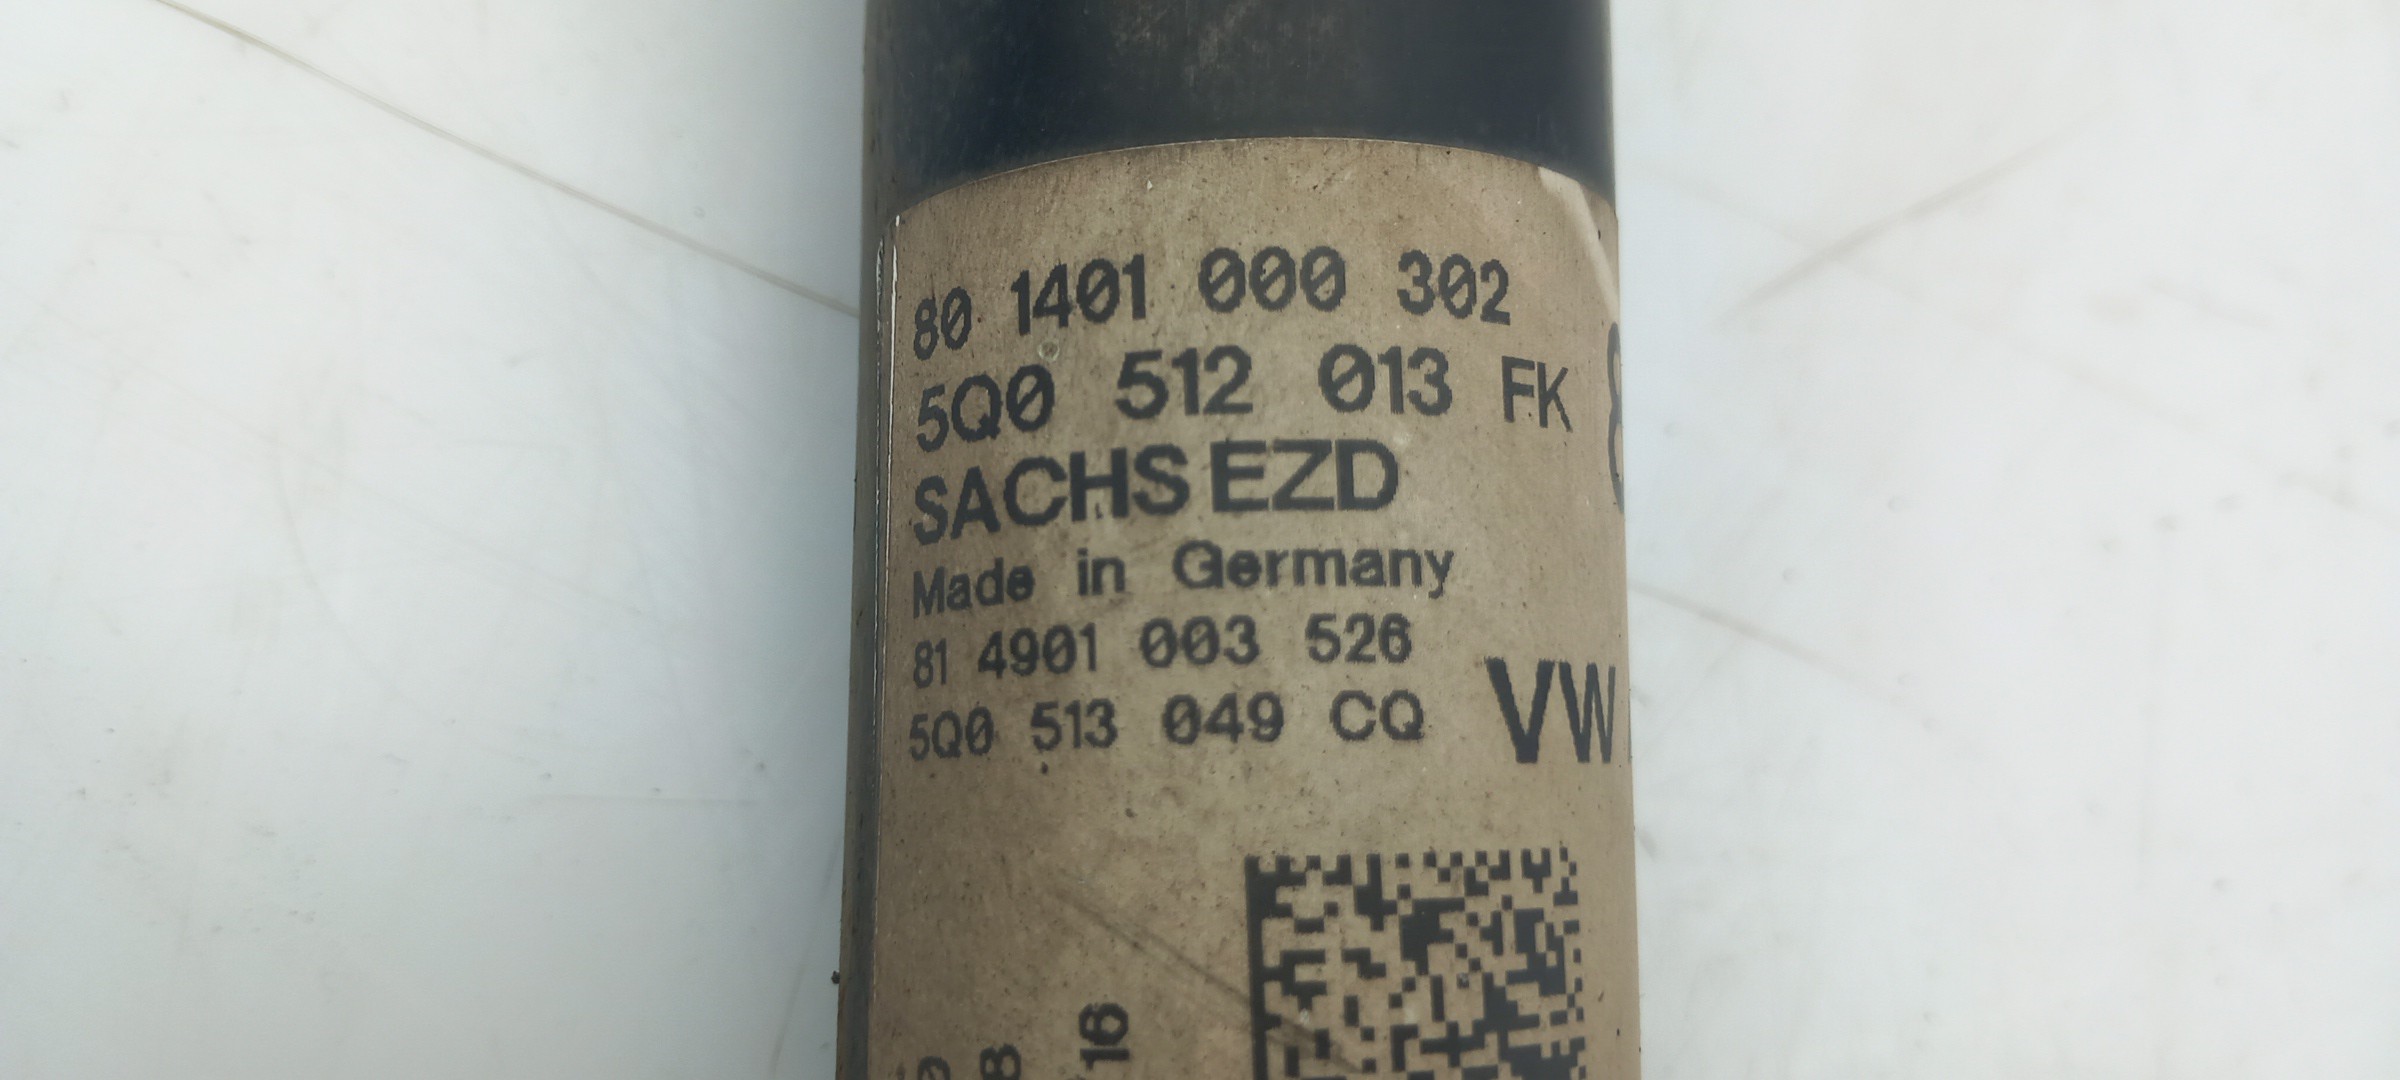 80 1401 000 302
5Q0 512 013 FK
SACHS EZD
Made in Germany
81 4901 003 526
5Q0 513 049 CQ
VW